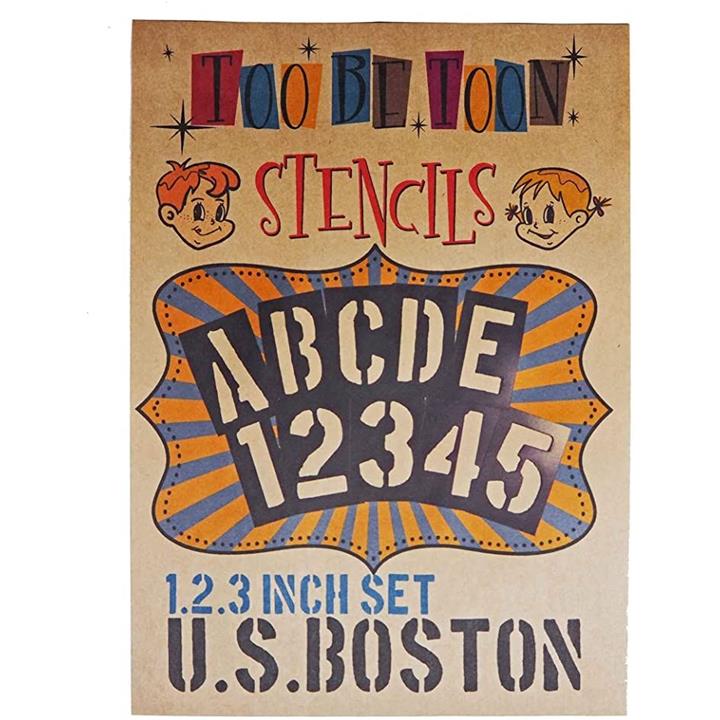 TOO BE TOON
STENCILS
ABCDE
12345
1.2.3 INCH SET
U.S.BOSTON